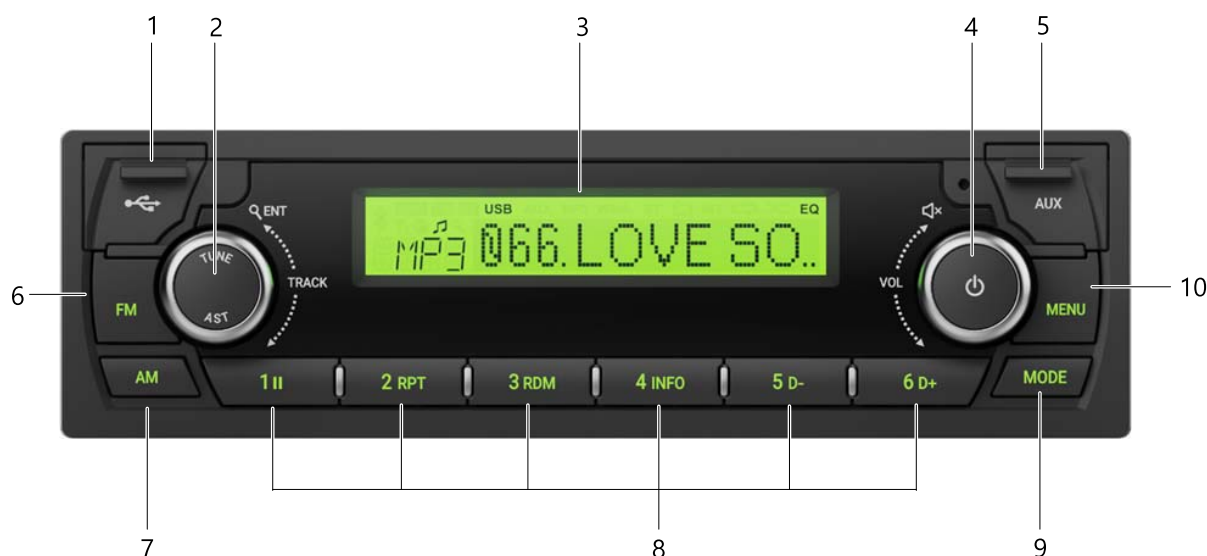 1
2
3
4
5
ENT
USB
EQ
MP3
066.LOVE SO..
AUX
TUNE
AST
TRACK
VOL
6
FM
MENU
10
AM
1
2 RPT
3 RDM
4 INFO
5 D-
6 D+
MODE
7
8
9